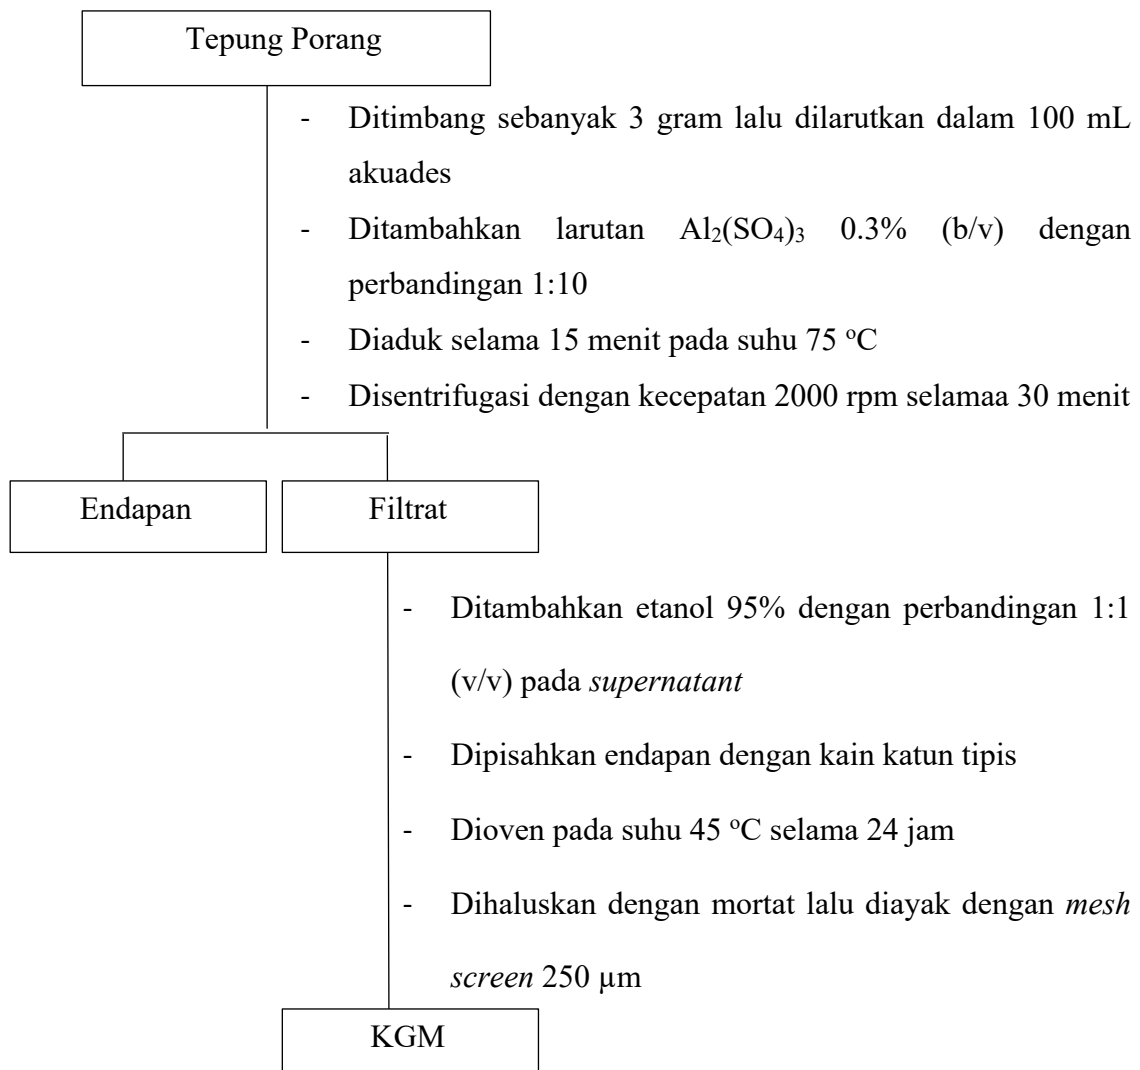 Tepung Porang
- Ditimbang sebanyak 3 gram lalu dilarutkan dalam 100 mL
akuades
- Ditambahkan larutan Al₂(SO₄)₃ 0.3% (b/v) dengan
perbandingan 1:10
- Diaduk selama 15 menit pada suhu 75 °C
- Disentrifugasi dengan kecepatan 2000 rpm selamaa 30 menit
Endapan
Filtrat
- Ditambahkan etanol 95% dengan perbandingan 1:1
(v/v) pada supernatant
- Dipisahkan endapan dengan kain katun tipis
- Dioven pada suhu 45 °C selama 24 jam
- Dihaluskan dengan mortat lalu diayak dengan mesh
screen 250 µm
KGM